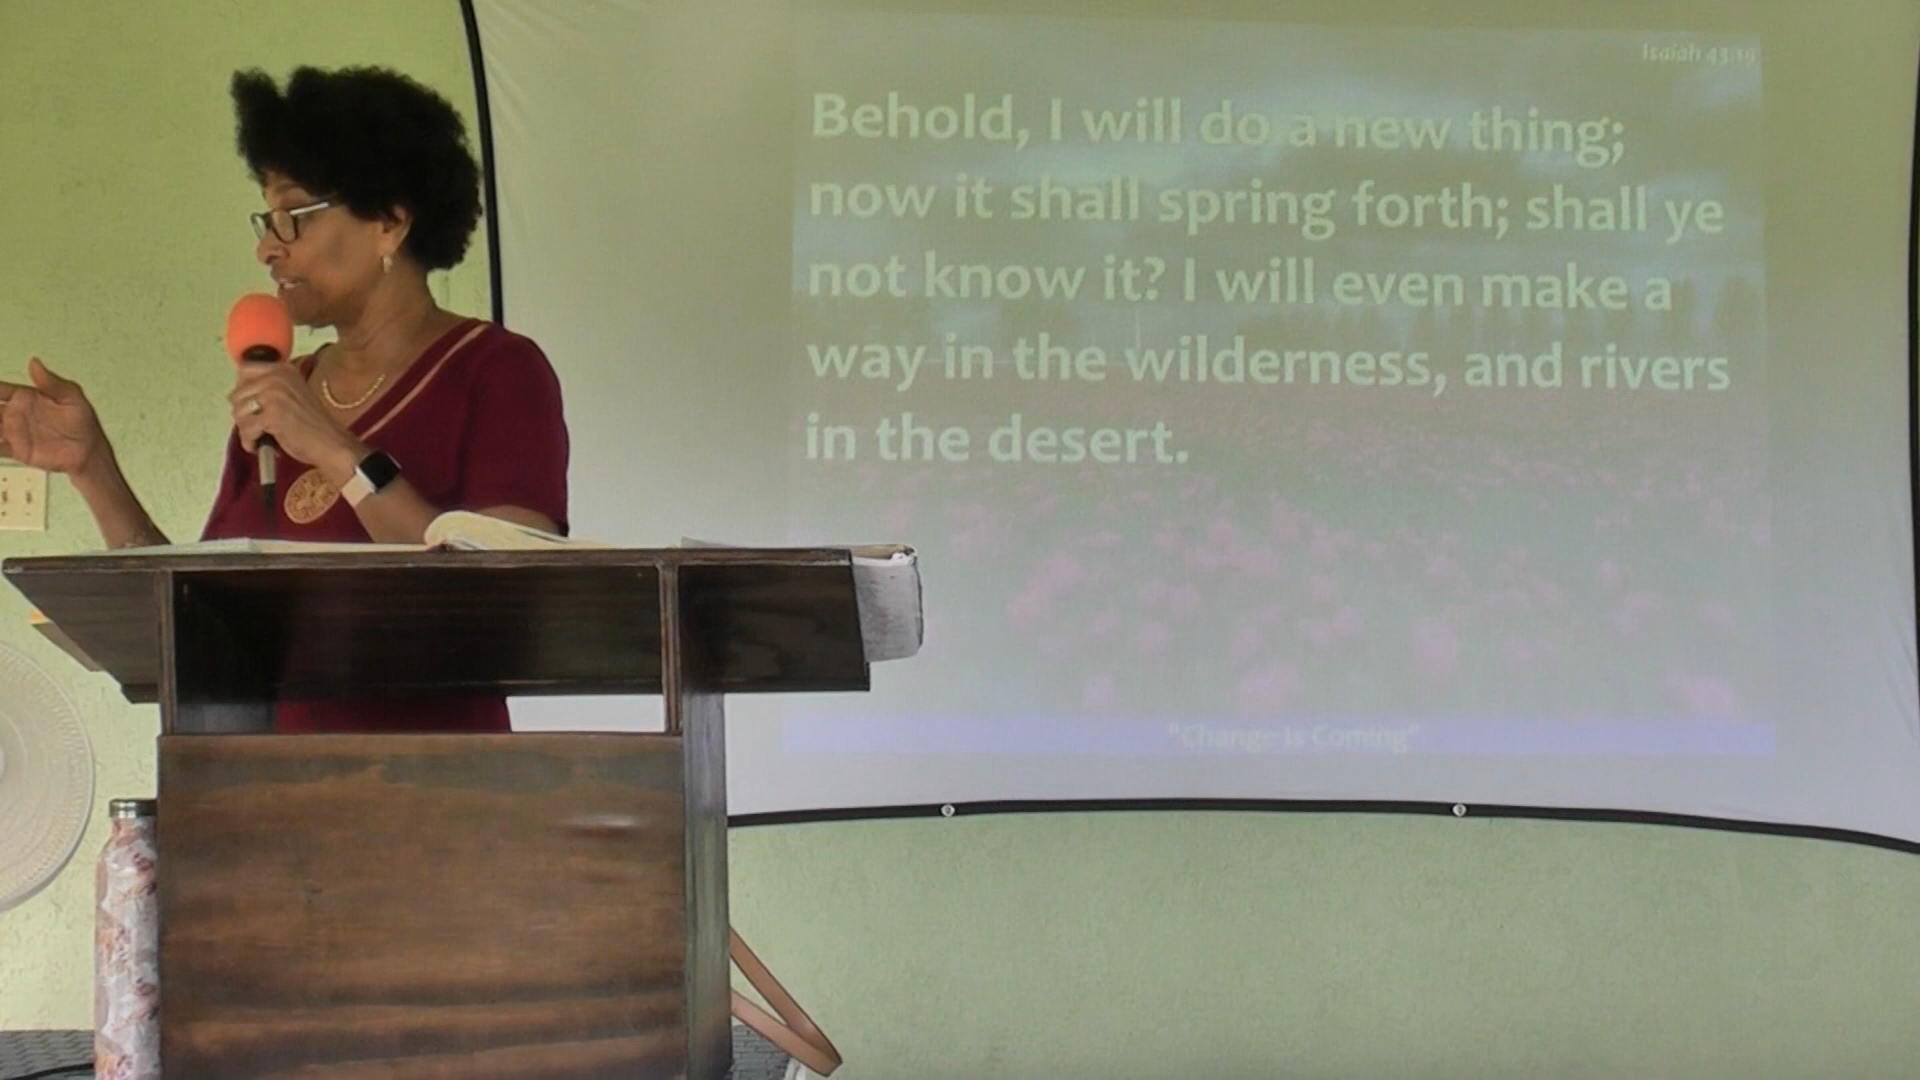 Isaiah 43:19
Behold, I will do a new thing;
now it shall spring forth; shall ye
not know it? I will even make a
way in the wilderness, and rivers
in the desert.
"Change Is Coming"